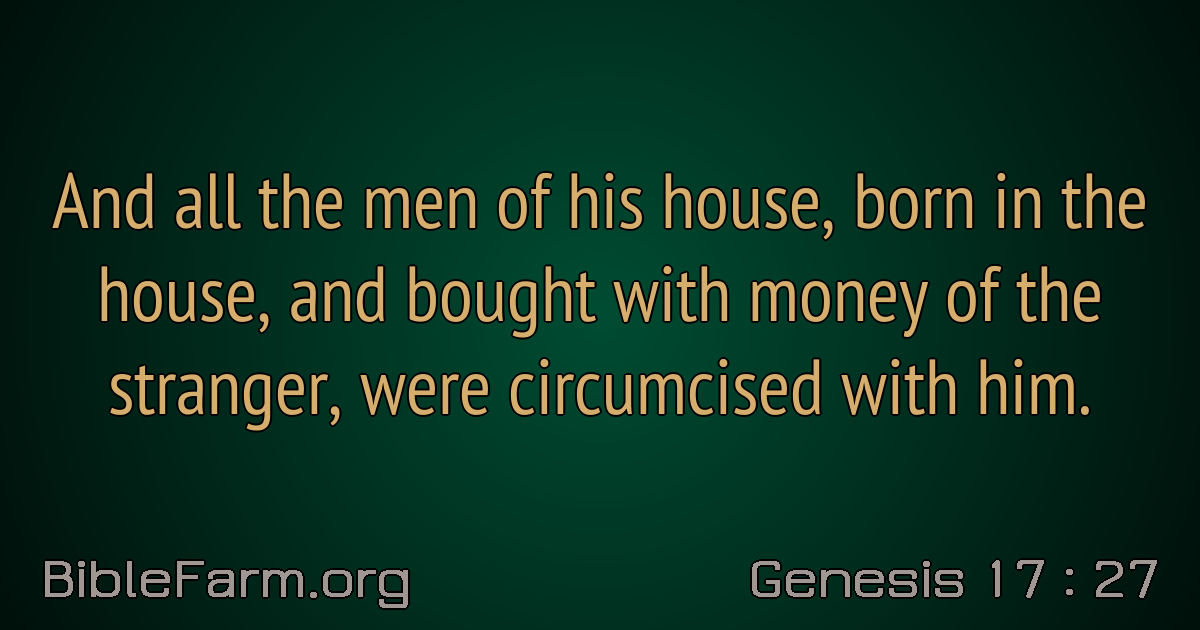 And all the men of his house, born in the
house, and bought with money of the
stranger, were circumcised with him.
BibleFarm.org
Genesis 17 : 27